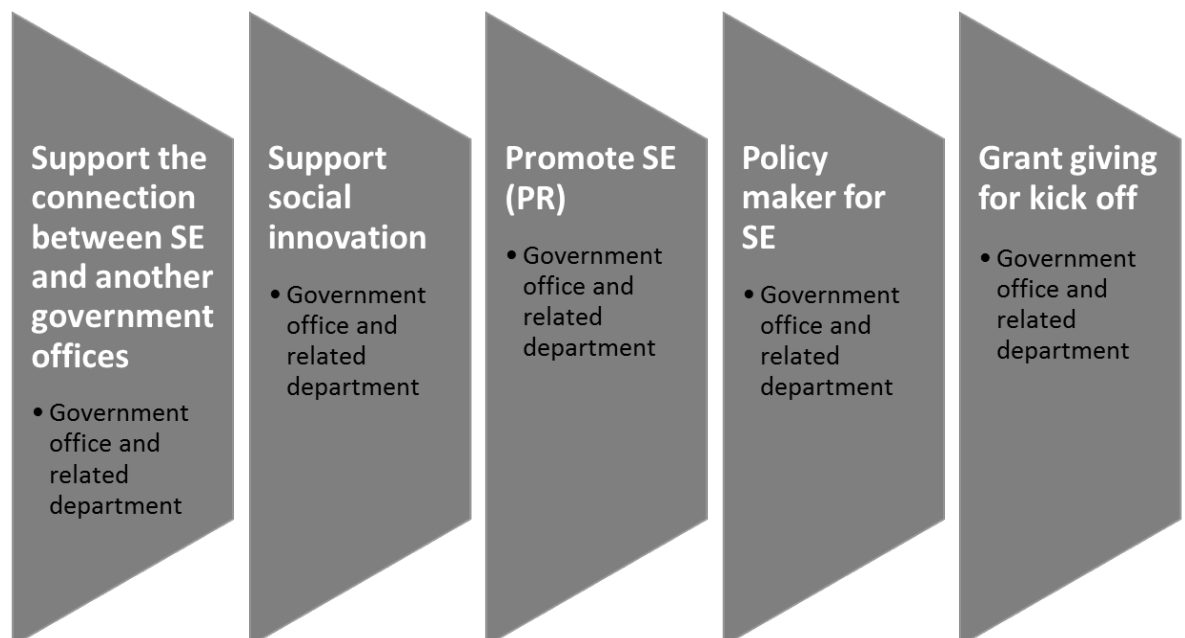 Support the
connection
between SE
and another
government
offices
• Government
office and
related
department
Support
social
innovation
• Government
office and
related
department
Promote SE
(PR)
• Government
office and
related
department
Policy
maker for
SE
• Government
office and
related
department
Grant giving
for kick off
• Government
office and
related
department